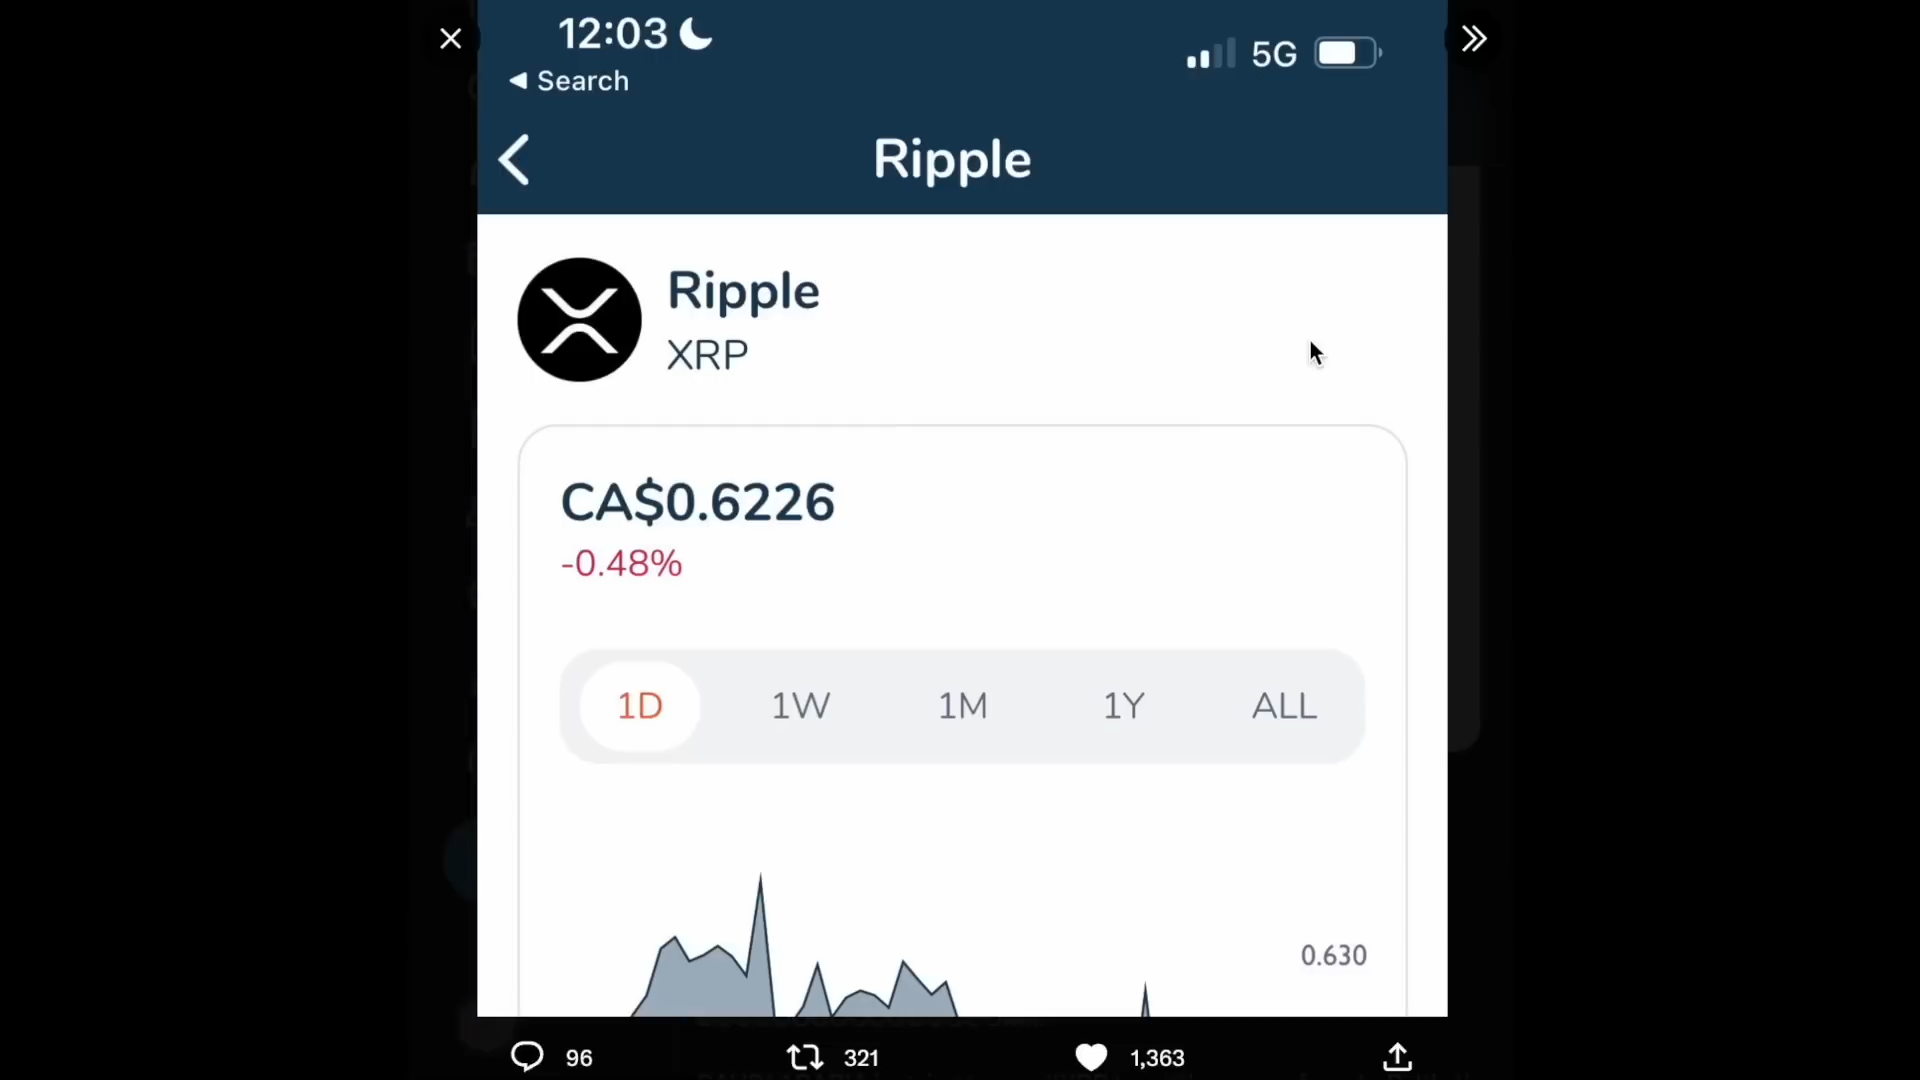 12:03
5G
Search
Ripple
Ripple
XRP
CA$0.6226
-0.48%
1D 1W 1M 1Y ALL
0.630
96 321 1,363